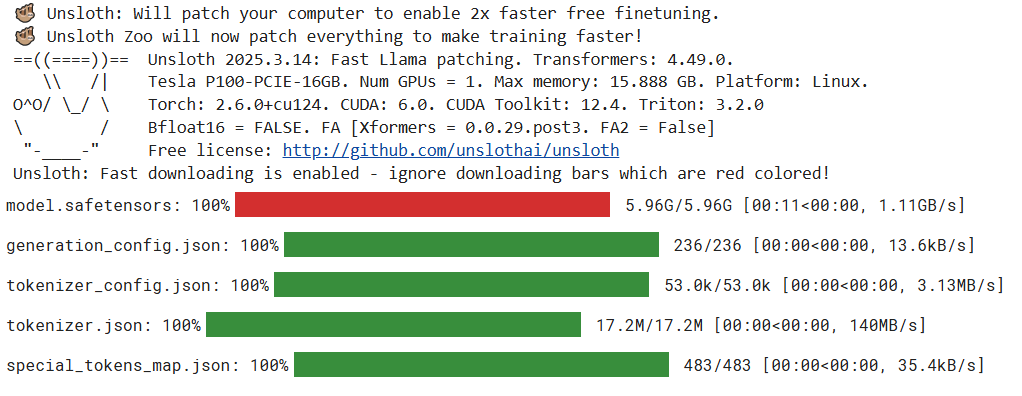 🦥 Unsloth: Will patch your computer to enable 2x faster free finetuning.
🦥 Unsloth Zoo will now patch everything to make training faster!
==((====))==  Unsloth 2025.3.14: Fast Llama patching. Transformers: 4.49.0.
   \\   /|    Tesla P100-PCIE-16GB. Num GPUs = 1. Max memory: 15.888 GB. Platform: Linux.
O^O/ \_/ \    Torch: 2.6.0+cu124. CUDA: 6.0. CUDA Toolkit: 12.4. Triton: 3.2.0
\        /    Bfloat16 = FALSE. FA [Xformers = 0.0.29.post3. FA2 = False]
 "-____-"     Free license: http://github.com/unslothai/unsloth
Unsloth: Fast downloading is enabled - ignore downloading bars which are red colored!
model.safetensors: 100% 5.96G/5.96G [00:11<00:00, 1.11GB/s]
generation_config.json: 100% 236/236 [00:00<00:00, 13.6kB/s]
tokenizer_config.json: 100% 53.0k/53.0k [00:00<00:00, 3.13MB/s]
tokenizer.json: 100% 17.2M/17.2M [00:00<00:00, 140MB/s]
special_tokens_map.json: 100% 483/483 [00:00<00:00, 35.4kB/s]